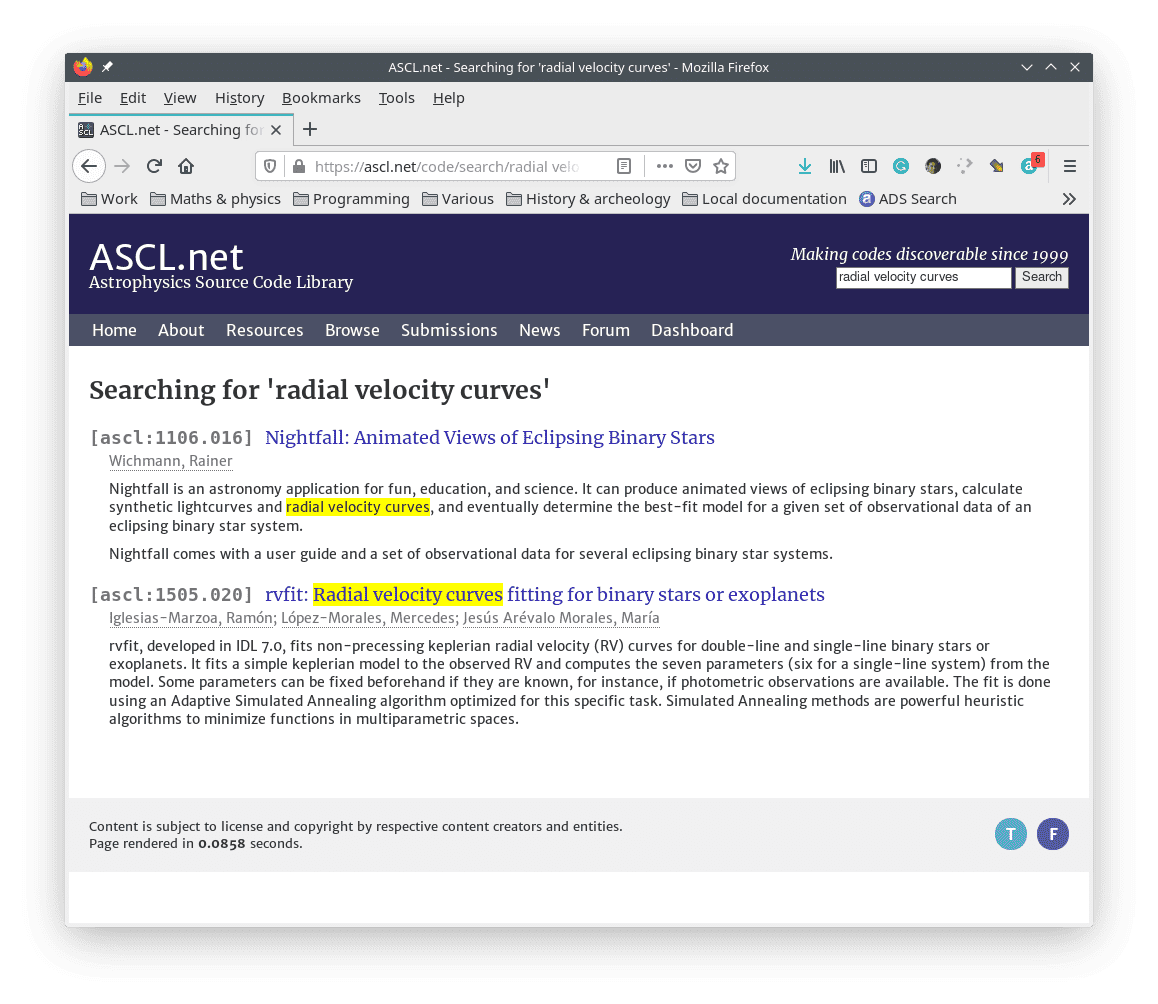 ASCL.net - Searching for 'radial velocity curves' - Mozilla Firefox
File Edit View History Bookmarks Tools Help
ASCL.net - Searching for
https://ascl.net/code/search/radial velo
6
Work Maths & physics Programming Various History & archeology Local documentation ADS Search
ASCL.net
Astrophysics Source Code Library
Making codes discoverable since 1999
radial velocity curves Search
Home About Resources Browse Submissions News Forum Dashboard
Searching for 'radial velocity curves'
[ascl:1106.016] Nightfall: Animated Views of Eclipsing Binary Stars
Wichmann, Rainer
Nightfall is an astronomy application for fun, education, and science. It can produce animated views of eclipsing binary stars, calculate
synthetic lightcurves and radial velocity curves, and eventually determine the best-fit model for a given set of observational data of an
eclipsing binary star system.
Nightfall comes with a user guide and a set of observational data for several eclipsing binary star systems.
[ascl:1505.020] rvfit: Radial velocity curves fitting for binary stars or exoplanets
Iglesias-Marzoa, Ramón; López-Morales, Mercedes; Jesús Arévalo Morales, María
rvfit, developed in IDL 7.0, fits non-precessing keplerian radial velocity (RV) curves for double-line and single-line binary stars or
exoplanets. It fits a simple keplerian model to the observed RV and computes the seven parameters (six for a single-line system) from the
model. Some parameters can be fixed beforehand if they are known, for instance, if photometric observations are available. The fit is done
using an Adaptive Simulated Annealing algorithm optimized for this specific task. Simulated Annealing methods are powerful heuristic
algorithms to minimize functions in multiparametric spaces.
Content is subject to license and copyright by respective content creators and entities.
Page rendered in 0.0858 seconds.
T F